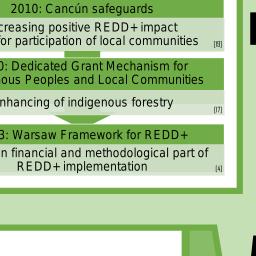 2010: Cancún safeguards
creasing positive REDD+ impact
for participation of local communities [83]
0: Dedicated Grant Mechanism for
ous Peoples and Local Communities
nhancing of indigenous forestry [17]
3: Warsaw Framework for REDD+
n financial and methodological part of
REDD+ implementation [4]